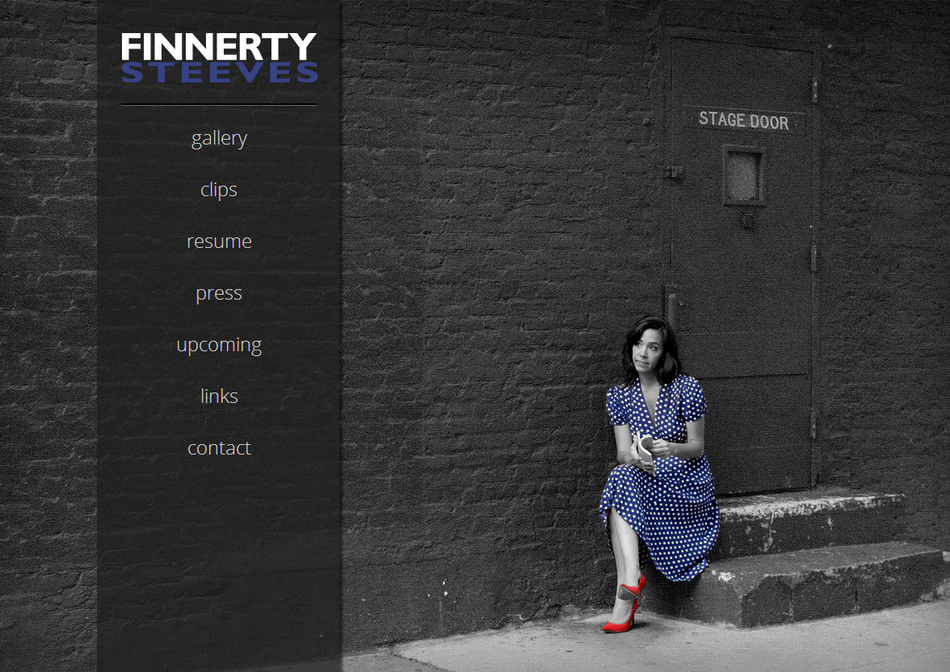 FINNERTY
STEEVES
gallery
clips
resume
press
upcoming
links
contact
STAGE DOOR